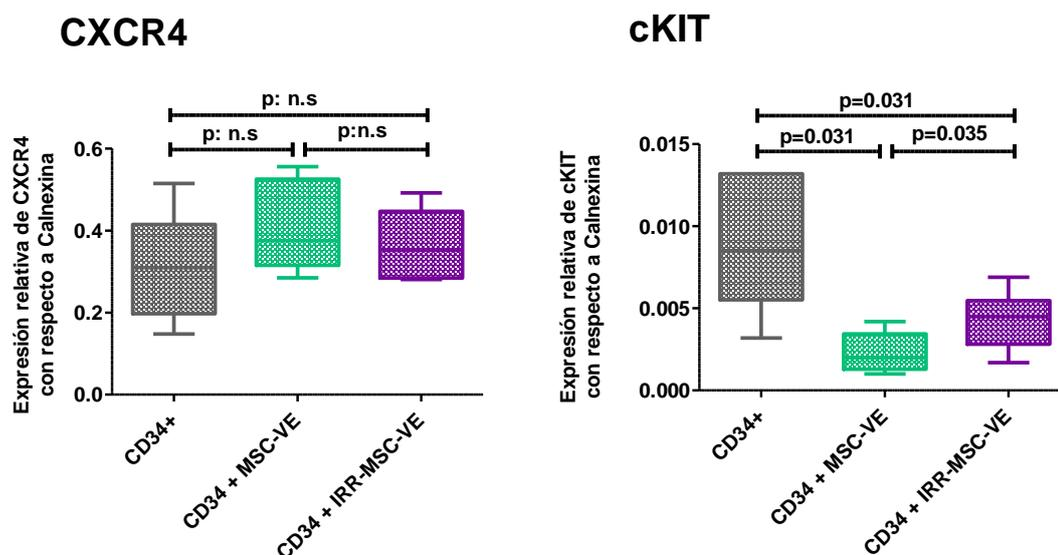 CXCR4
p: n.s
p: n.s
p:n.s
Expresión relativa de CXCR4
con respecto a Calnexina
0.6
0.4
0.2
0.0
CD34+
CD34 + MSC-VE
CD34 + IRR-MSC-VE
cKIT
p=0.031
p=0.031
p=0.035
Expresión relativa de cKIT
con respecto a Calnexina
0.015
0.010
0.005
0.000
CD34+
CD34 + MSC-VE
CD34 + IRR-MSC-VE